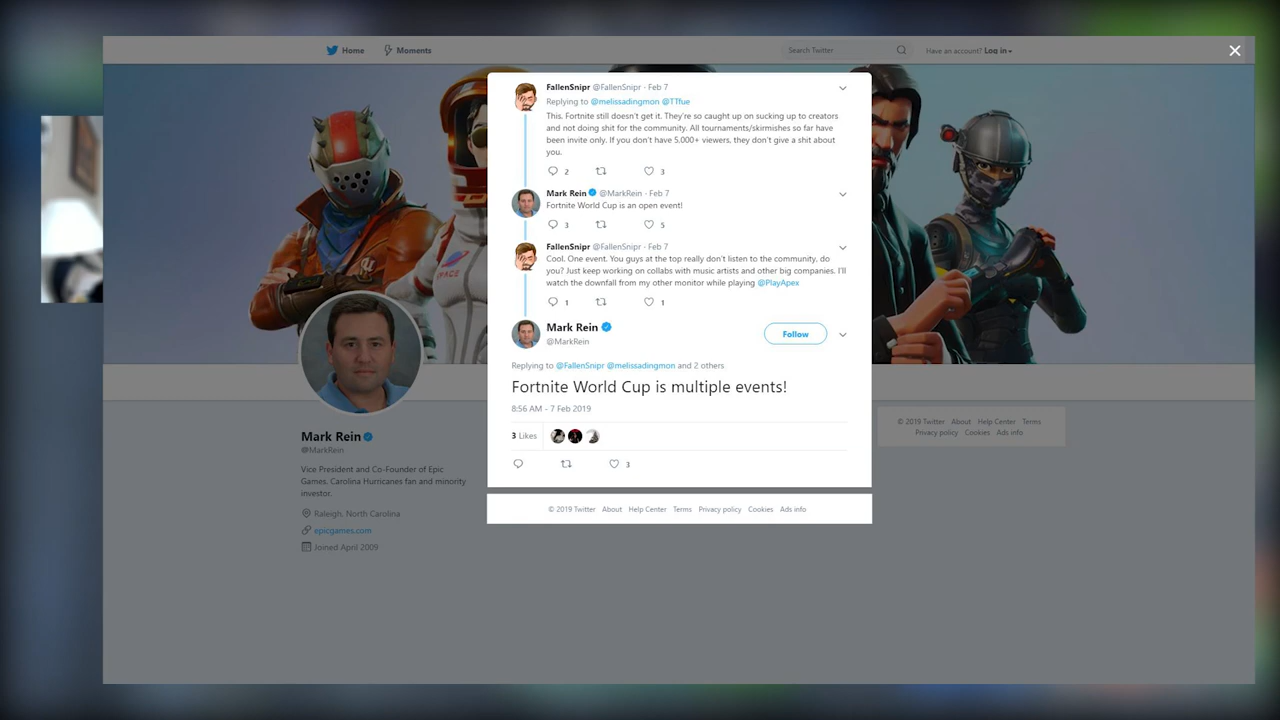 Home
Moments
Search Twitter
Have an account? Log in
FallenSnipr @FallenSnipr · Feb 7
Replying to @melissadingmon @TTfue
This. Fortnite still doesn't get it. They're so caught up on sucking up to creators
and not doing shit for the community. All tournaments/skirmishes so far have
been invite only. If you don't have 5,000+ viewers, they don't give a shit about
you.
2
3
Mark Rein @MarkRein · Feb 7
Fortnite World Cup is an open event!
3
5
FallenSnipr @FallenSnipr · Feb 7
Cool. One event. You guys at the top really don't listen to the community, do
you? Just keep working on collabs with music artists and other big companies. I'll
watch the downfall from my other monitor while playing @PlayApex
1
1
Mark Rein
@MarkRein
Follow
Replying to @FallenSnipr @melissadingmon and 2 others
Fortnite World Cup is multiple events!
8:56 AM - 7 Feb 2019
3 Likes
3
© 2019 Twitter About Help Center Terms Privacy policy Cookies Ads info
Mark Rein
@MarkRein
Vice President and Co-Founder of Epic
Games. Carolina Hurricanes fan and minority
investor.
Raleigh, North Carolina
epicgames.com
Joined April 2009
© 2019 Twitter About Help Center Terms
Privacy policy Cookies Ads info
SPACE